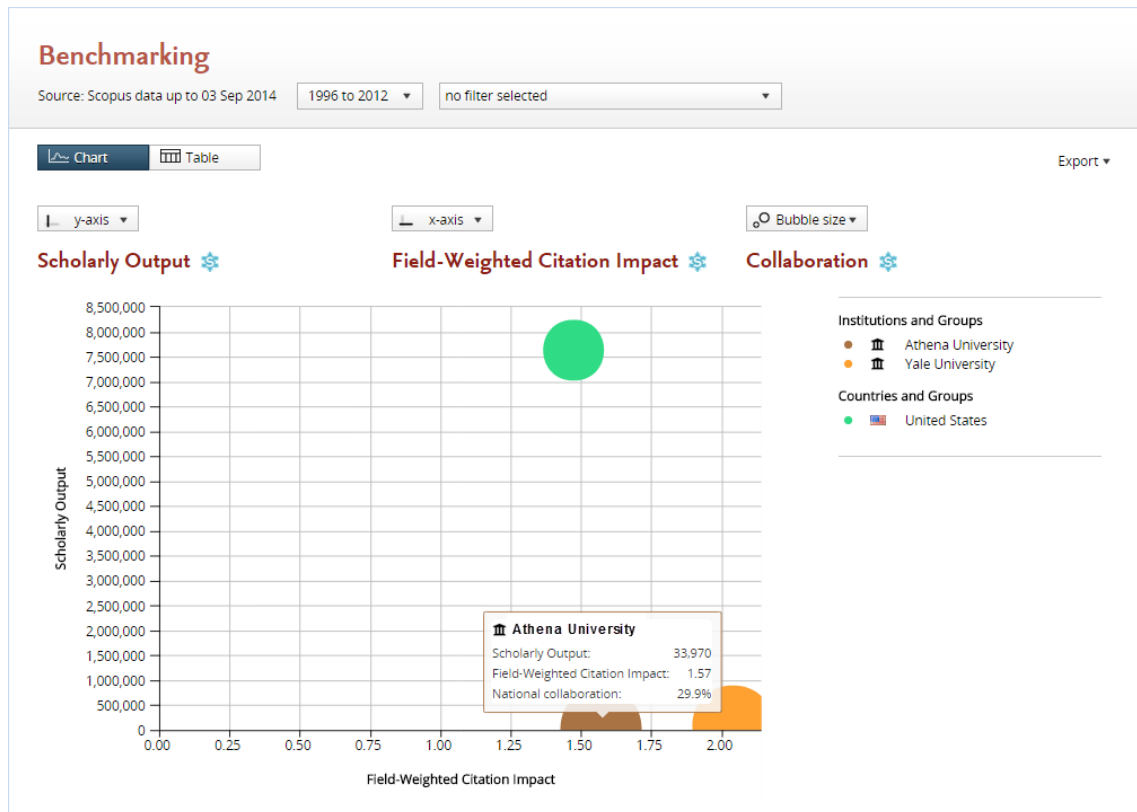 Benchmarking
Source: Scopus data up to 03 Sep 2014 1996 to 2012 no filter selected
Chart Table
Export
y-axis x-axis Bubble size
Scholarly Output Field-Weighted Citation Impact Collaboration
8,500,000
8,000,000
7,500,000
7,000,000
6,500,000
6,000,000
5,500,000
5,000,000
4,500,000
4,000,000
3,500,000
3,000,000
2,500,000
2,000,000
1,500,000
1,000,000
500,000
0
Scholarly Output
0.00 0.25 0.50 0.75 1.00 1.25 1.50 1.75 2.00
Field-Weighted Citation Impact
Athena University
Scholarly Output: 33,970
Field-Weighted Citation Impact: 1.57
National collaboration: 29.9%
Institutions and Groups
Athena University
Yale University
Countries and Groups
United States